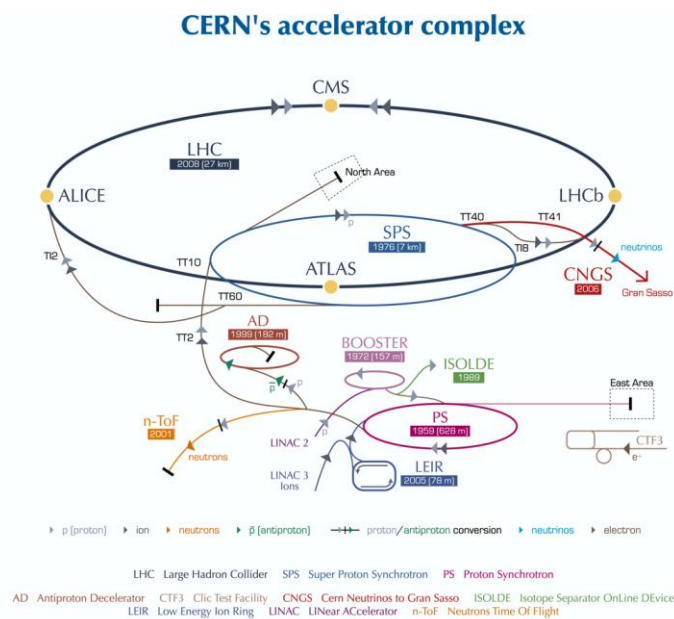 CERN's accelerator complex
CMS
LHC
2008 (27 km)
North Area
ALICE
LHCb
TT40
TT41
SPS
1976 (7 km)
TI8
neutrinos
TI2
TT10
ATLAS
CNGS
2006
Gran Sasso
TT60
AD
1999 (182 m)
TT2
BOOSTER
1972 (157 m)
ISOLDE
1989
p
p̄
p
East Area
n-ToF
2001
neutrons
LINAC 2
p
PS
1959 (628 m)
CTF3
e⁻
LINAC 3
Ions
LEIR
2005 (78 m)
p (proton)
ion
neutrons
p̄ (antiproton)
proton/antiproton conversion
neutrinos
electron
LHC Large Hadron Collider SPS Super Proton Synchrotron PS Proton Synchrotron
AD Antiproton Decelerator CTF3 Clic Test Facility CNGS Cern Neutrinos to Gran Sasso ISOLDE Isotope Separator OnLine DEvice
LEIR Low Energy Ion Ring LINAC LINear ACcelerator n-ToF Neutrons Time Of Flight